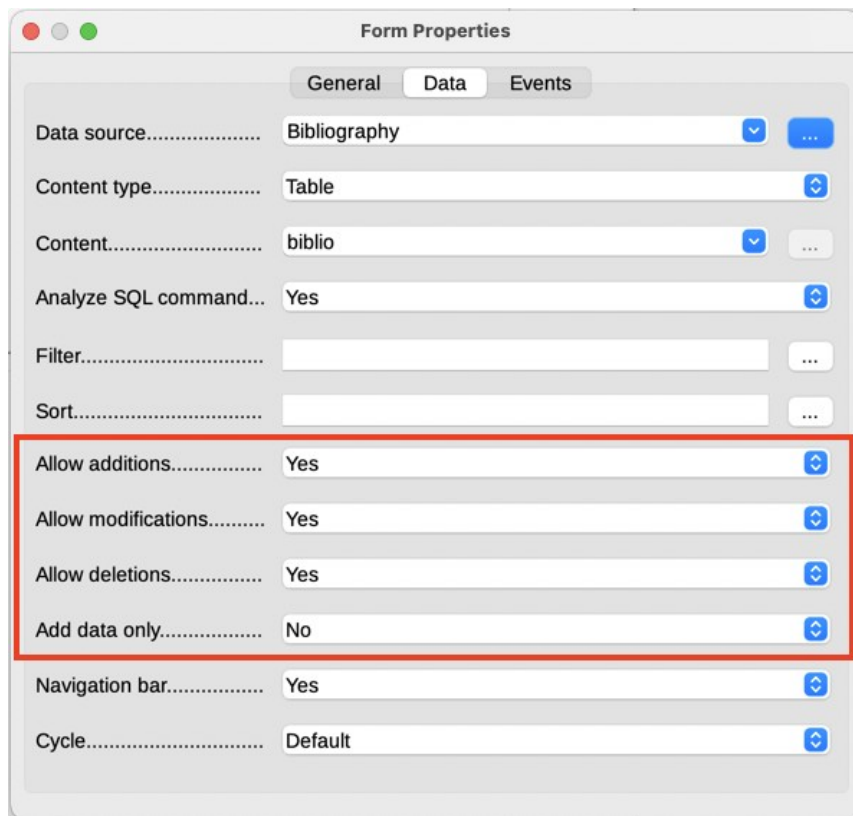 Form Properties
General Data Events
Data source.................... Bibliography ...
Content type................... Table
Content.......................... biblio ...
Analyze SQL command... Yes
Filter............................... ...
Sort................................ ...
Allow additions................ Yes
Allow modifications.......... Yes
Allow deletions................ Yes
Add data only.................. No
Navigation bar................. Yes
Cycle.............................. Default